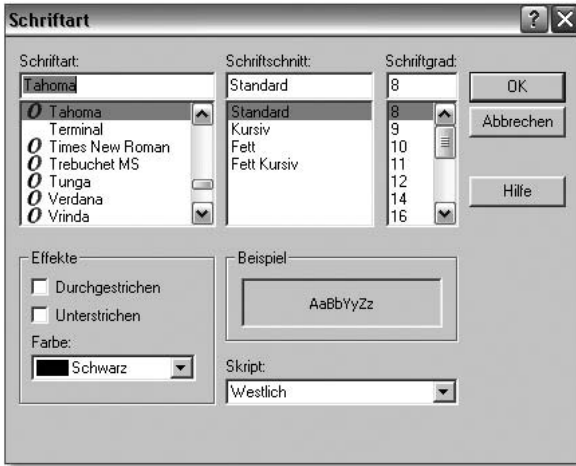 Schriftart
Schriftart:
Tahoma
Tahoma
Terminal
Times New Roman
Trebuchet MS
Tunga
Verdana
Vrinda
Schriftschnitt:
Standard
Standard
Kursiv
Fett
Fett Kursiv
Schriftgrad:
8
8
9
10
11
12
14
16
OK
Abbrechen
Hilfe
Effekte
Durchgestrichen
Unterstrichen
Farbe:
Schwarz
Beispiel
AaBbYyZz
Skript:
Westlich